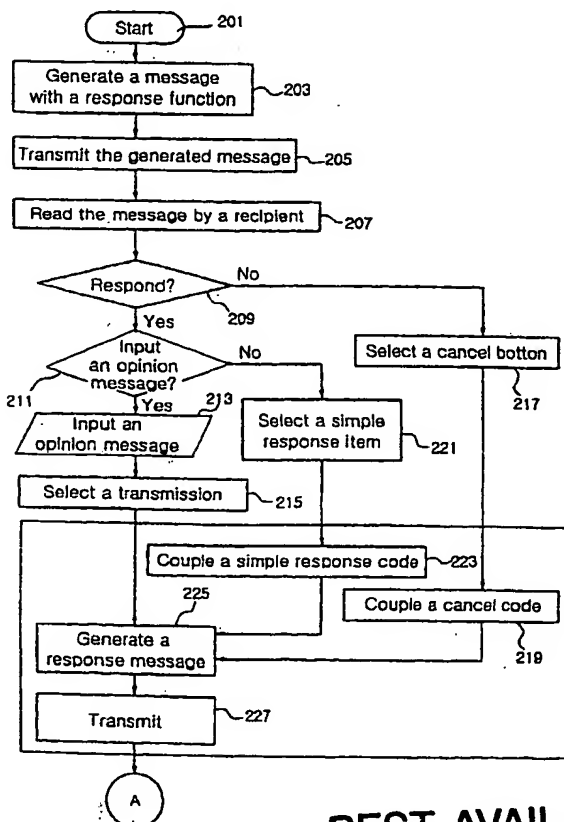 Start
201
Generate a message
with a response function
203
Transmit the generated message
205
Read the message by a recipient
207
Respond?
No
209
Yes
Input
an opinion
message?
No
211
Yes
213
Input an
opinion message
Select a simple
response item
221
Select a cancel botton
217
Select a transmission
215
Couple a simple response code
223
225
Couple a cancel code
219
Generate a
response message
Transmit
227
A
BEST AVAIL